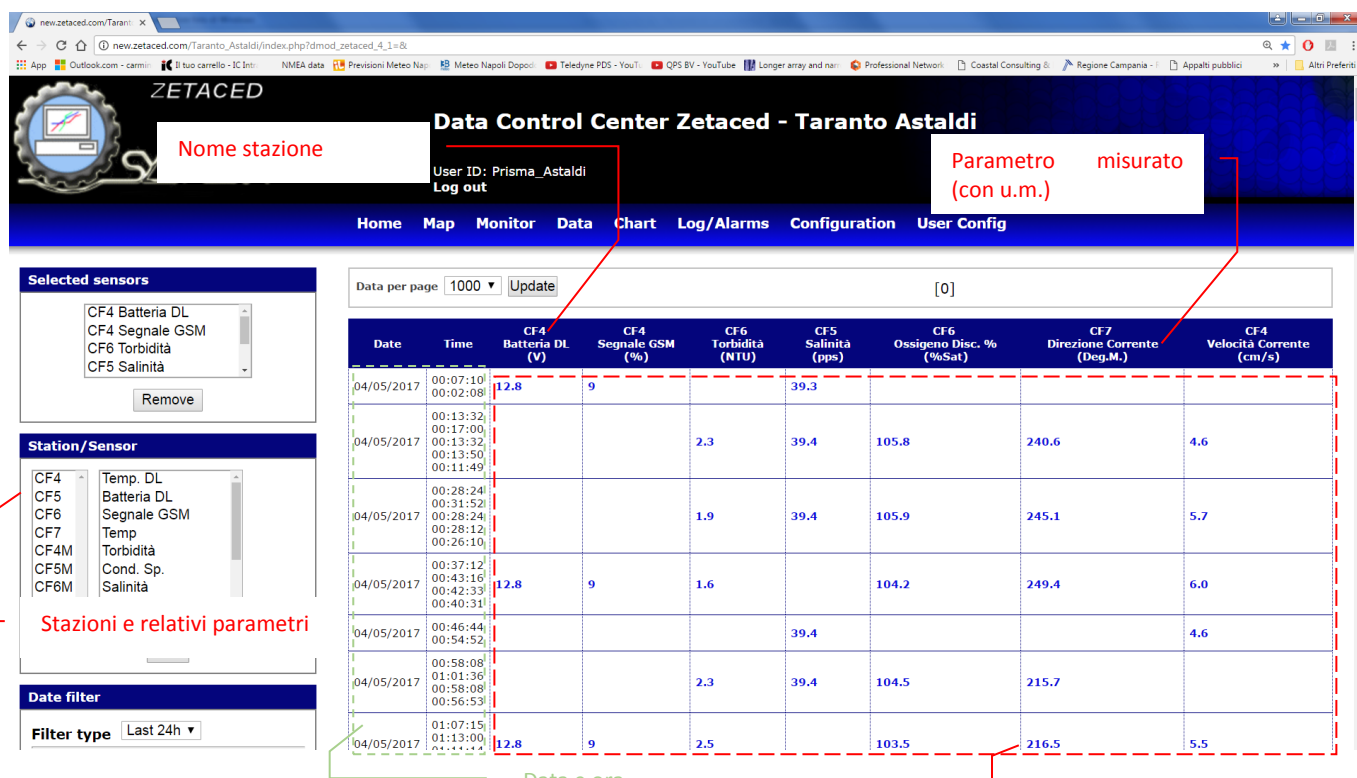 new.zetaced.com/Tarant
new.zetaced.com/Taranto_Astaldi/index.php?dmod_zetaced_4_1=&
App Outlook.com - carmin Il tuo carrello - IC Int NMEA data Previsioni Meteo Nap Meteo Napoli Dopod Teledyne PDS - YouTu QPS BV - YouTube Longer array and narr Professional Network Coastal Consulting & Regione Campania - Appalti pubblici » Altri Preferiti
ZETACED
Data Control Center Zetaced - Taranto Astaldi
Nome stazione
Parametro misurato
(con u.m.)
User ID: Prisma_Astaldi
Log out
Home Map Monitor Data Chart Log/Alarms Configuration User Config
Selected sensors
CF4 Batteria DL
CF4 Segnale GSM
CF6 Torbidità
CF5 Salinità
Remove
Data per page 1000 Update [0]
Station/Sensor
CF4 Temp. DL
CF5 Batteria DL
CF6 Segnale GSM
CF7 Temp
CF4M Torbidità
CF5M Cond. Sp.
CF6M Salinità
Stazioni e relativi parametri
Date filter
Filter type Last 24h
Date Time CF4 Batteria DL (V) CF4 Segnale GSM (%) CF6 Torbidità (NTU) CF5 Salinità (pps) CF6 Ossigeno Disc. % (%Sat) CF7 Direzione Corrente (Deg.M.) CF4 Velocità Corrente (cm/s)
04/05/2017 00:07:10 00:02:08 12.8 9 39.3
04/05/2017 00:13:32 00:17:00 00:13:32 00:13:50 00:11:49 2.3 39.4 105.8 240.6 4.6
04/05/2017 00:28:24 00:31:52 00:28:24 00:28:12 00:26:10 1.9 39.4 105.9 245.1 5.7
04/05/2017 00:37:12 00:43:16 00:42:33 00:40:31 12.8 9 1.6 104.2 249.4 6.0
04/05/2017 00:46:44 00:54:52 39.4 4.6
04/05/2017 00:58:08 01:01:36 00:58:08 00:56:53 2.3 39.4 104.5 215.7
04/05/2017 01:07:15 01:13:00 12.8 9 2.5 103.5 216.5 5.5
Data e ora